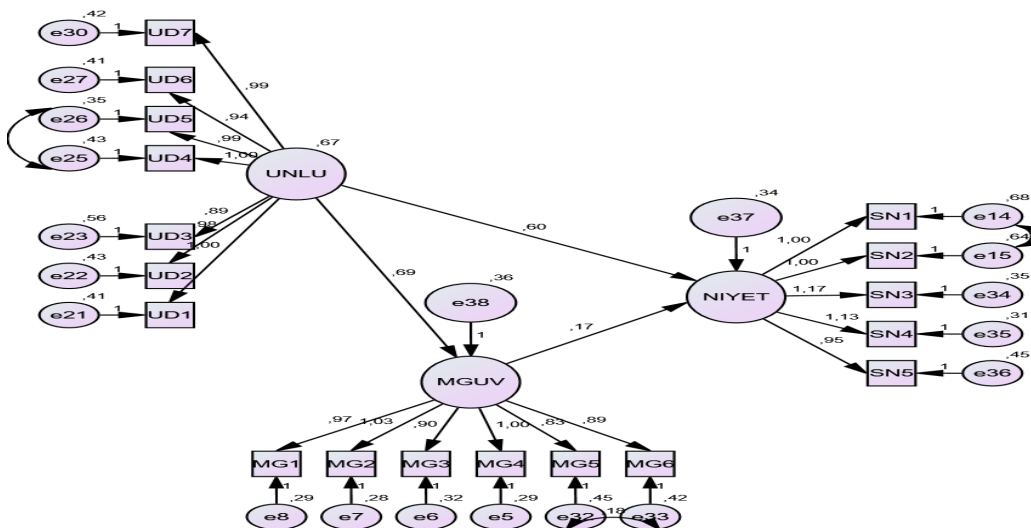 ,42
e30 1 UD7
,41
e27 1 UD6
,99
,35
e26 1 UD5
,94
,43
,99
e25 1 UD4
1,00
,67
UNLU
,56
e23 1 UD3
,89
,98
,43
e22 1 UD2
1,00
,41
e21 1 UD1
,60
,69
,34
e37
1
,36
e38
1
,17
NIYET
MGUV
1,00
SN1 1 e14 ,68
1,00
SN2 1 e15 ,64
1,17
SN3 1 e34 ,35
1,13
SN4 1 e35 ,31
,95
SN5 1 e36 ,45
,97 1,03 ,90 1,00 ,83 ,89
MG1 MG2 MG3 MG4 MG5 MG6
1 1 1 1 1 1
,29 ,28 ,32 ,29 ,45 ,42
e8 e7 e6 e5 e32 ,18 e33